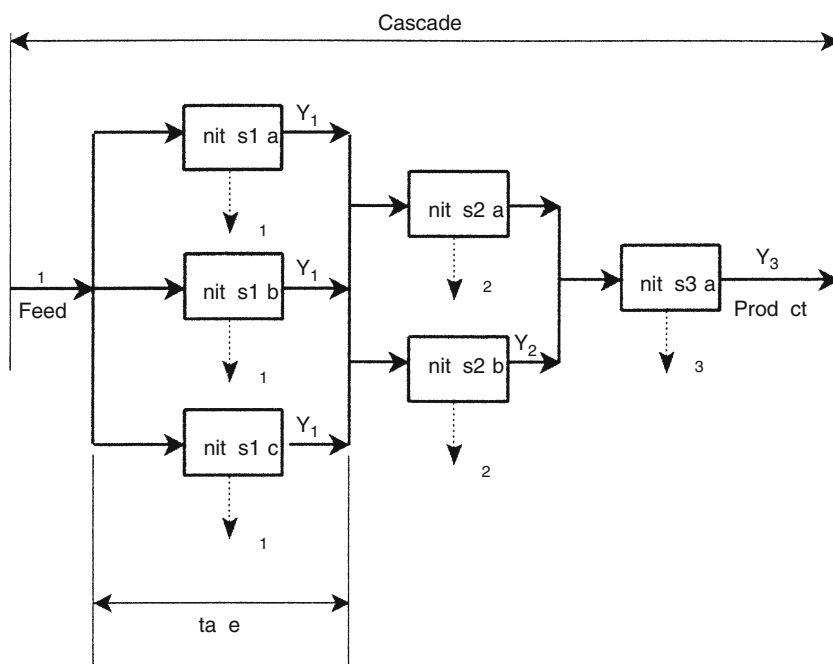 Cascade
nit s1 a
Y1
1
nit s2 a
2
nit s1 b
Y1
1
1
Feed
nit s3 a
Y3
Prod ct
3
nit s2 b
Y2
2
nit s1 c
Y1
1
ta e